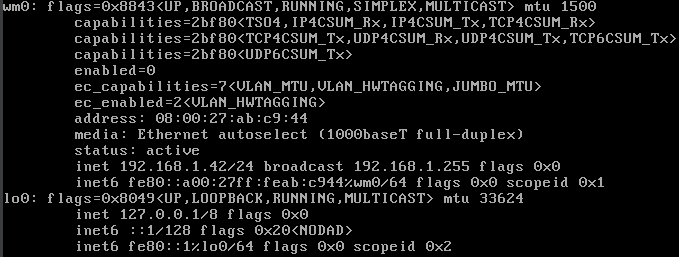 wm0: flags=0x8843<UP,BROADCAST,RUNNING,SIMPLEX,MULTICAST> mtu 1500
capabilities=2bf80<TSO4,IP4CSUM_Rx,IP4CSUM_Tx,TCP4CSUM_Rx>
capabilities=2bf80<TCP4CSUM_Tx,UDP4CSUM_Rx,UDP4CSUM_Tx,TCP6CSUM_Tx>
capabilities=2bf80<UDP6CSUM_Tx>
enabled=0
ec_capabilities=7<VLAN_MTU,VLAN_HWTAGGING,JUMBO_MTU>
ec_enabled=2<VLAN_HWTAGGING>
address: 08:00:27:ab:c9:44
media: Ethernet autoselect (1000baseT full-duplex)
status: active
inet 192.168.1.42/24 broadcast 192.168.1.255 flags 0x0
inet6 fe80::a00:27ff:feab:c944%wm0/64 flags 0x0 scopeid 0x1
lo0: flags=0x8049<UP,LOOPBACK,RUNNING,MULTICAST> mtu 33624
inet 127.0.0.1/8 flags 0x0
inet6 ::1/128 flags 0x20<NODAD>
inet6 fe80::1%lo0/64 flags 0x0 scopeid 0x2